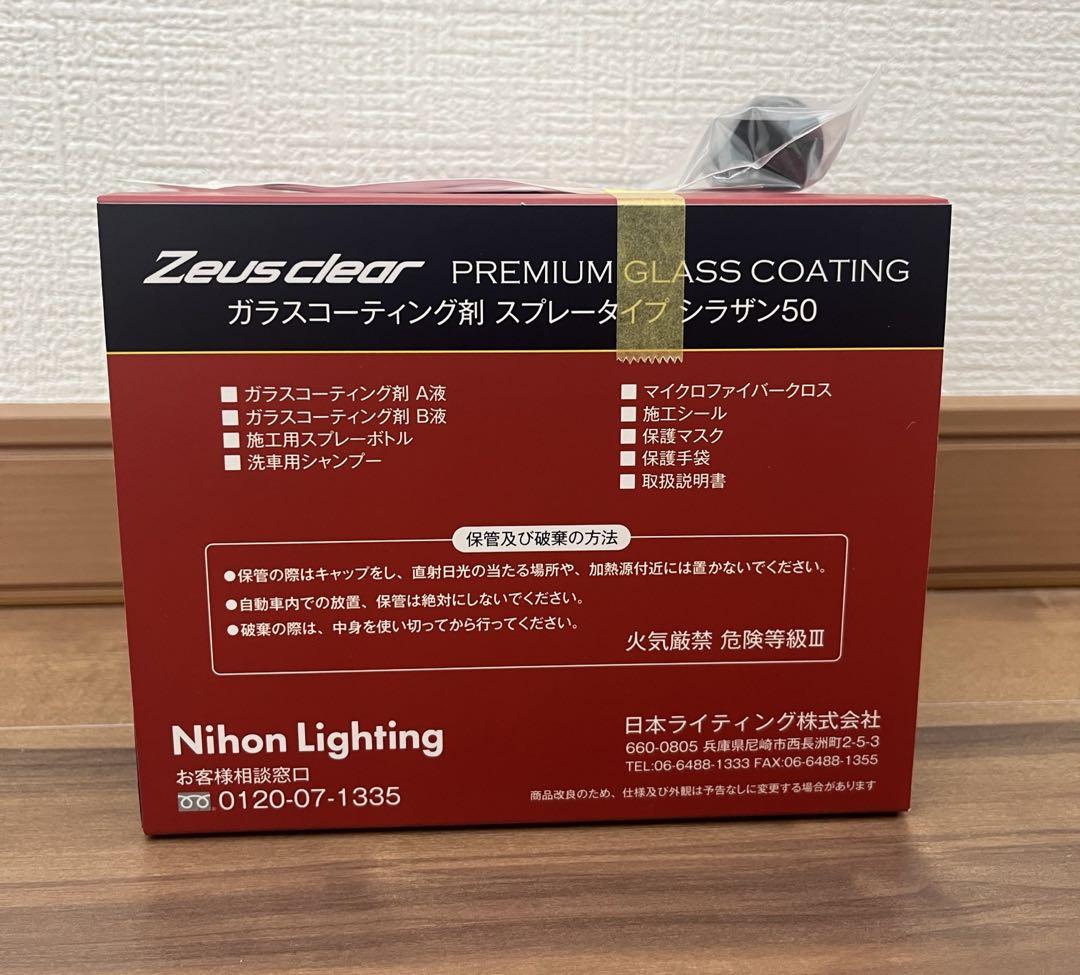 Zeusclear PREMIUM GLASS COATING
ガラスコーティング剤 スプレータイプ シラザン50
■ ガラスコーティング剤 A液
■ ガラスコーティング剤 B液
■ 施工用スプレーボトル
■ 洗車用シャンプー
■ マイクロファイバークロス
■ 施工シール
■ 保護マスク
■ 保護手袋
■ 取扱説明書
保管及び破棄の方法
●保管の際はキャップをし、直射日光の当たる場所や、加熱源付近には置かないでください。
●自動車内での放置、保管は絶対にしないでください。
●破棄の際は、中身を使い切ってから行ってください。
火気厳禁 危険等級Ⅲ
Nihon Lighting
お客様相談窓口
0120-07-1335
日本ライティング株式会社
660-0805 兵庫県尼崎市西長洲町2-5-3
TEL:06-6488-1333 FAX:06-6488-1355
商品改良のため、仕様及び外観は予告なしに変更する場合があります